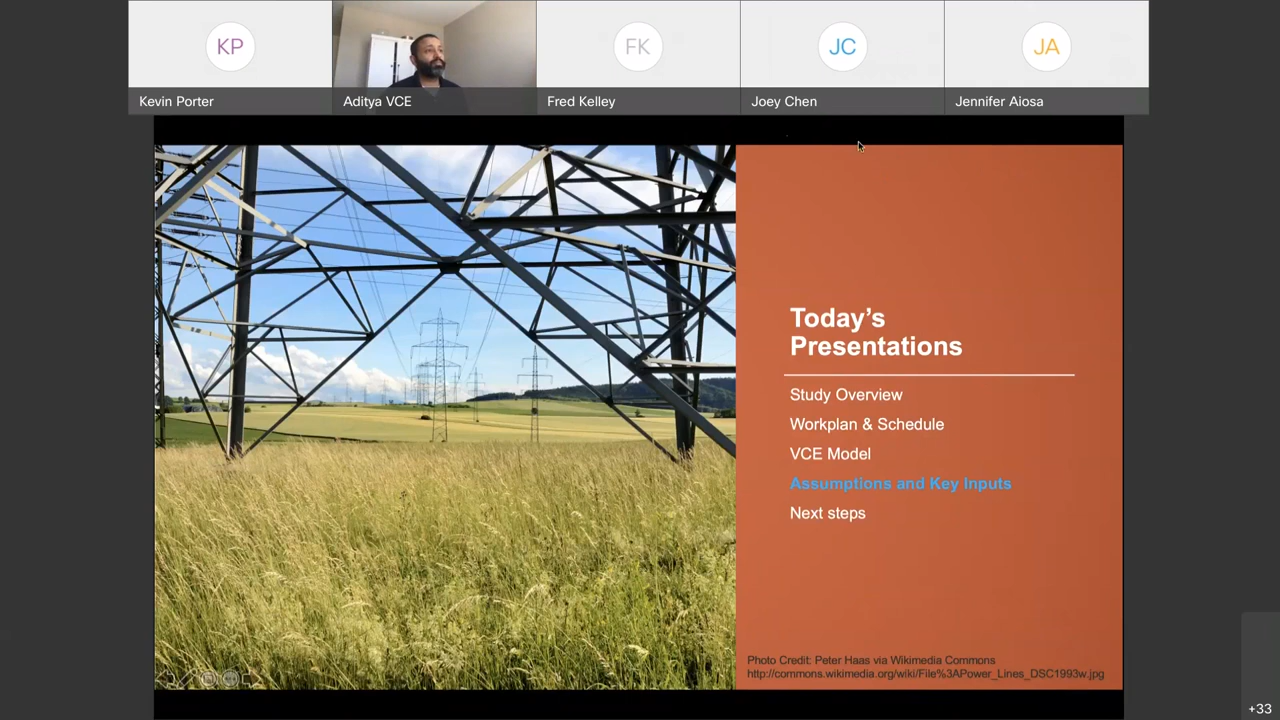 KP
FK
JC
JA
Kevin Porter
Aditya VCE
Fred Kelley
Joey Chen
Jennifer Aiosa
Today's
Presentations
Study Overview
Workplan & Schedule
VCE Model
Assumptions and Key Inputs
Next steps
Photo Credit: Peter Haas via Wikimedia Commons
http://commons.wikimedia.org/wiki/File%3APower_Lines_DSC1993w.jpg
+33